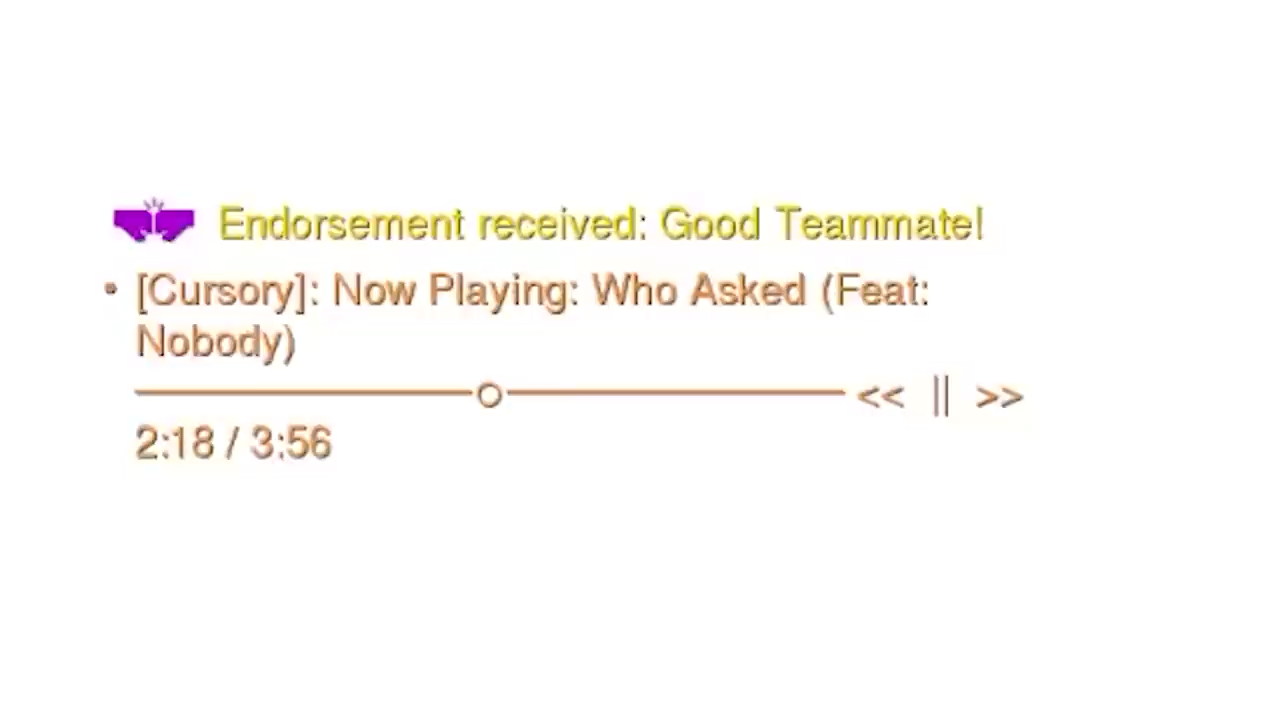 Endorsement received: Good Teammate!
• [Cursory]: Now Playing: Who Asked (Feat:
Nobody)
————————○———————— << || >>
2:18 / 3:56